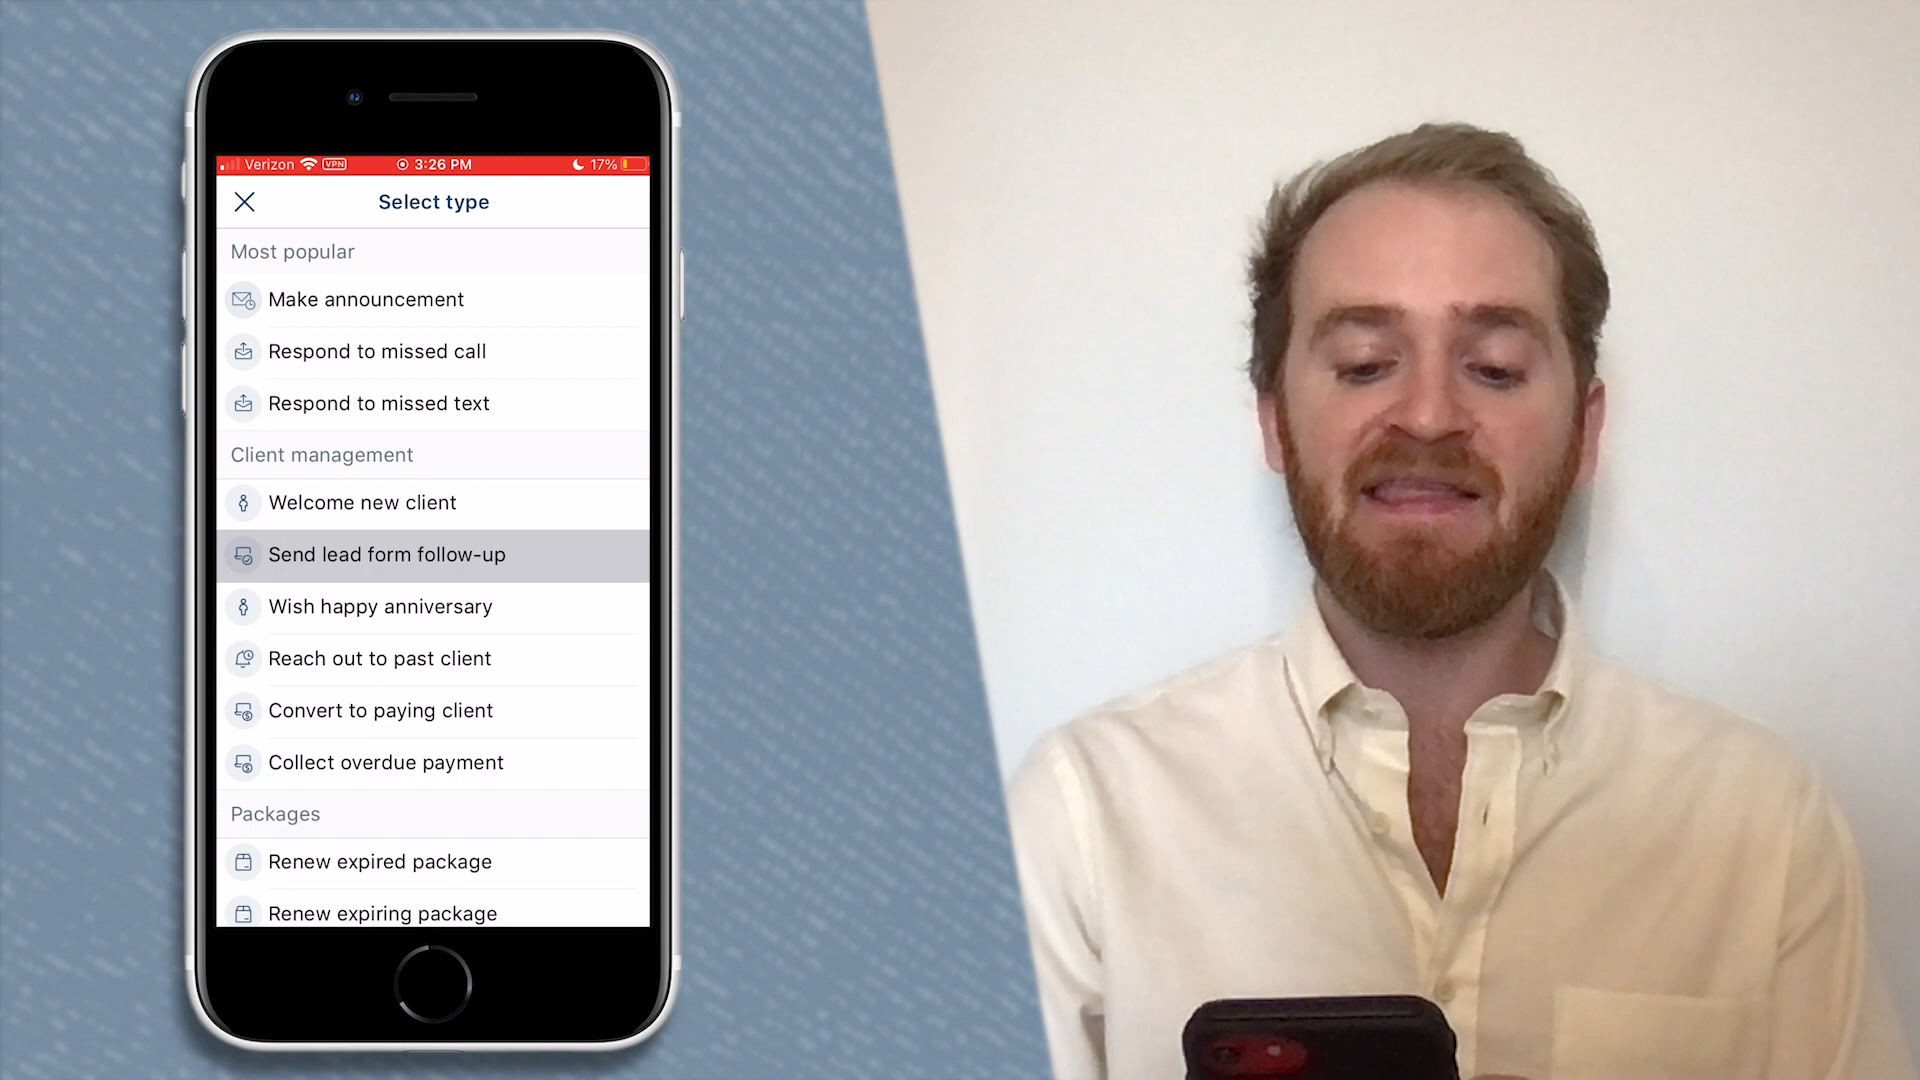 Verizon VPN 3:26 PM 17%
Select type
Most popular
Make announcement
Respond to missed call
Respond to missed text
Client management
Welcome new client
Send lead form follow-up
Wish happy anniversary
Reach out to past client
Convert to paying client
Collect overdue payment
Packages
Renew expired package
Renew expiring package